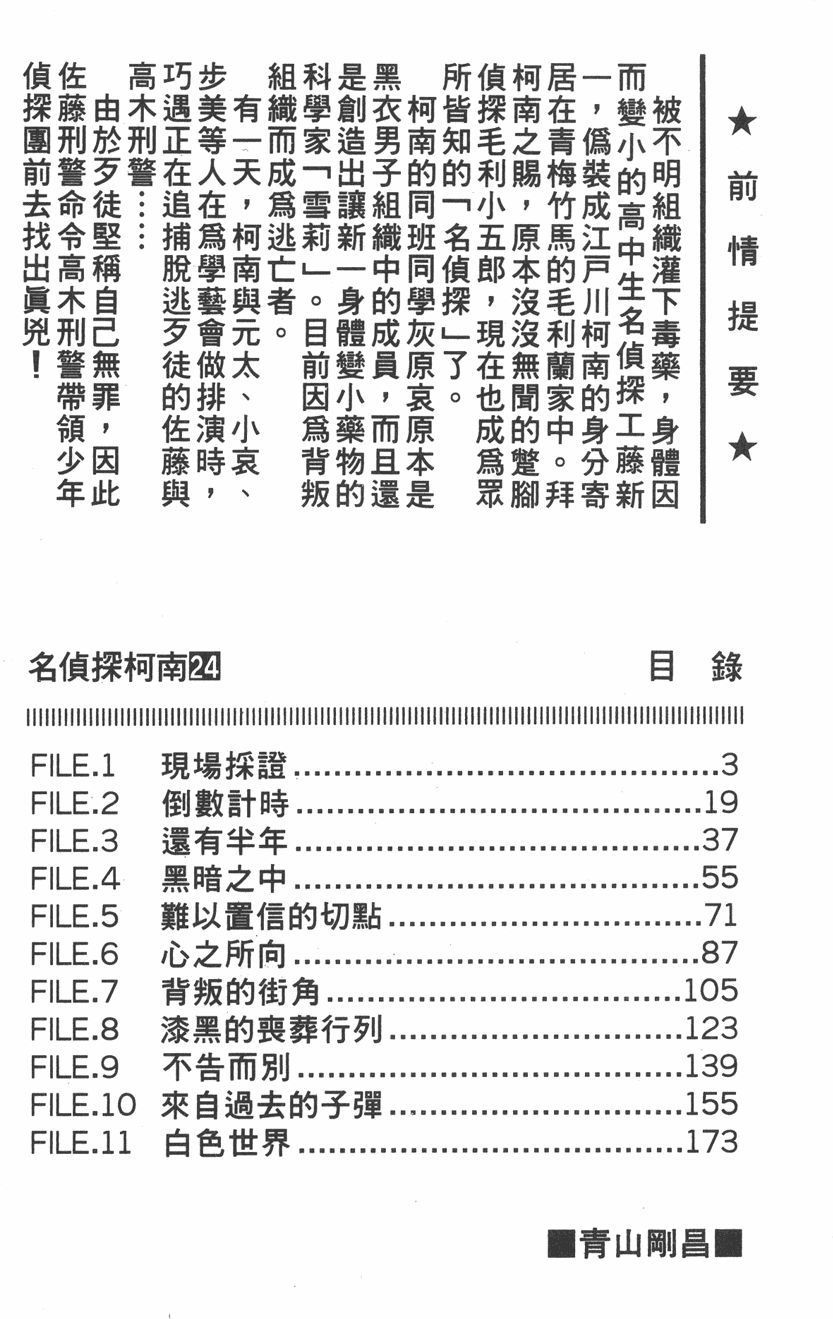 ★前情提要★
被不明組織灌下毒藥，身體因
而變小的高中生名偵探工藤新
一，偽裝成江戸川柯南的身分寄
居在青梅竹馬的毛利蘭家中。拜
柯南之賜，原本沒沒無聞的蹩腳
偵探毛利小五郎，現在也成爲眾
所皆知的「名偵探」了。
柯南的同班同學灰原哀原本是
黑衣男子組織中的成員，而且還
是創造出讓新一身體變小藥物的
科學家「雪莉」。目前因爲背叛
組織而成爲逃亡者。
有一天，柯南與元太、小哀、
步美等人在爲學藝會做排演時，
巧遇正在追捕脫逃歹徒的佐藤與
高木刑警……
由於歹徒堅稱自己無罪，因此
佐藤刑警命令高木刑警帶領少年
偵探團前去找出眞兇！
名偵探柯南24 目 錄
FILE.1 現場採證................................................3
FILE.2 倒數計時..............................................19
FILE.3 還有半年..............................................37
FILE.4 黑暗之中..............................................55
FILE.5 難以置信的切點....................................71
FILE.6 心之所向..............................................87
FILE.7 背叛的街角........................................105
FILE.8 漆黑的喪葬行列.................................123
FILE.9 不告而別............................................139
FILE.10 來自過去的子彈.................................155
FILE.11 白色世界............................................173
■青山剛昌■